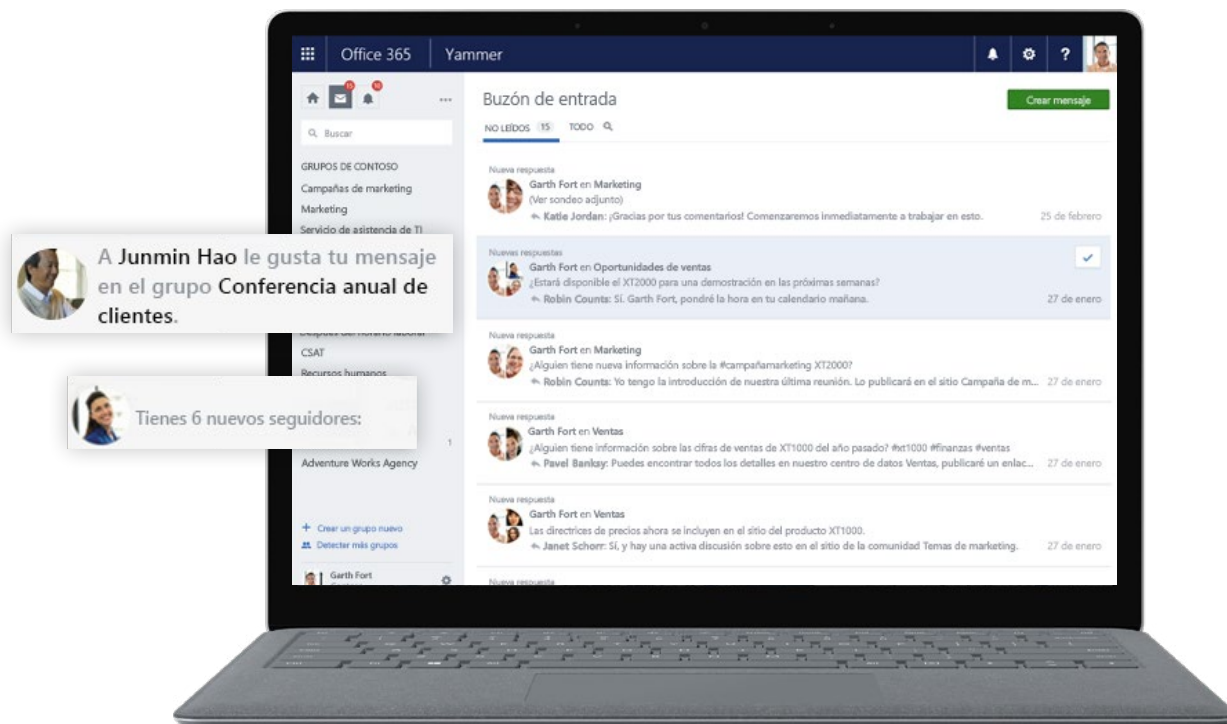 Office 365
Yammer
?
15
10
...
Buscar
GRUPOS DE CONTOSO
Campañas de marketing
Marketing
Servicio de asistencia de TI
A Junmin Hao le gusta tu mensaje
en el grupo Conferencia anual de
clientes.
Después del horario laboral
CSAT
Recursos humanos
Tienes 6 nuevos seguidores:
1
Adventure Works Agency
+ Crear un grupo nuevo
Detectar más grupos
Garth Fort
Buzón de entrada
Crear mensaje
NO LEÍDOS 15 TODO
Nueva respuesta
Garth Fort en Marketing
(Ver sondeo adjunto)
Katie Jordan: ¡Gracias por tus comentarios! Comenzaremos inmediatamente a trabajar en esto. 25 de febrero
Nuevas respuestas
Garth Fort en Oportunidades de ventas
¿Estará disponible el XT2000 para una demostración en las próximas semanas?
Robin Counts: Sí. Garth Fort, pondré la hora en tu calendario mañana. 27 de enero
Nueva respuesta
Garth Fort en Marketing
¿Alguien tiene nueva información sobre la #campañamarketing XT2000?
Robin Counts: Yo tengo la introducción de nuestra última reunión. Lo publicará en el sitio Campaña de m... 27 de enero
Nueva respuesta
Garth Fort en Ventas
¿Alguien tiene información sobre las cifras de ventas de XT1000 del año pasado? #xt1000 #finanzas #ventas
Pavel Banksy: Puedes encontrar todos los detalles en nuestro centro de datos Ventas, publicaré un enlac... 27 de enero
Nueva respuesta
Garth Fort en Ventas
Las directrices de precios ahora se incluyen en el sitio del producto XT1000.
Janet Schorr: Sí, y hay una activa discusión sobre esto en el sitio de la comunidad Temas de marketing. 27 de enero
Nueva respuesta